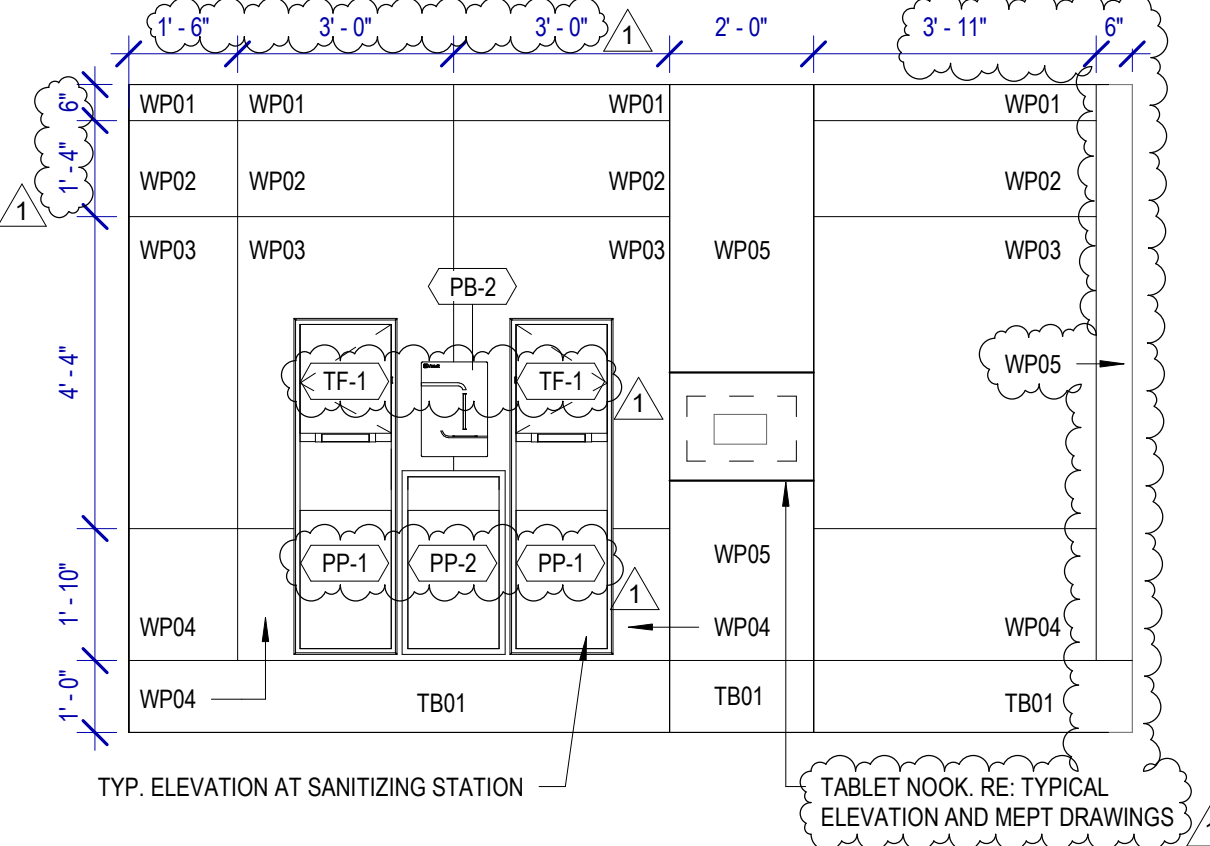 1' - 6" 3' - 0" 3' - 0" 1 2' - 0" 3' - 11" 6"
6" WP01 WP01 WP01 WP01
1' - 4" WP02 WP02 WP02 WP02
1
WP03 WP03 WP03 WP05 WP03
PB-2
4' - 4" TF-1 TF-1 WP05
1
PP-1 PP-2 PP-1 WP05
1' - 10" 1
WP04 WP04 WP04
1' - 0" WP04 TB01 TB01 TB01
TYP. ELEVATION AT SANITIZING STATION
TABLET NOOK. RE: TYPICAL
ELEVATION AND MEPT DRAWINGS